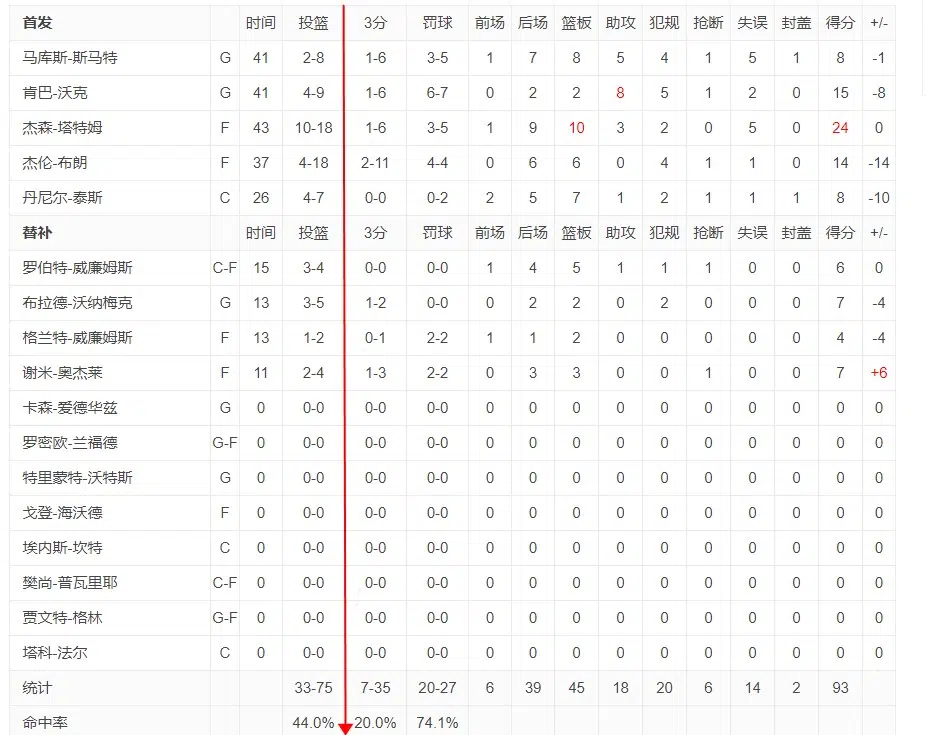 首发 时间 投篮 3分 罚球 前场 后场 篮板 助攻 犯规 抢断 失误 封盖 得分 +/-
马库斯-斯马特 G 41 2-8 1-6 3-5 1 7 8 5 4 1 5 1 8 -1
肯巴-沃克 G 41 4-9 1-6 6-7 0 2 2 8 5 1 2 0 15 -8
杰森-塔特姆 F 43 10-18 1-6 3-5 1 9 10 3 2 0 5 0 24 0
杰伦-布朗 F 37 4-18 2-11 4-4 0 6 6 0 4 1 1 0 14 -14
丹尼尔-泰斯 C 26 4-7 0-0 0-2 2 5 7 1 2 1 1 1 8 -10
替补 时间 投篮 3分 罚球 前场 后场 篮板 助攻 犯规 抢断 失误 封盖 得分 +/-
罗伯特-威廉姆斯 C-F 15 3-4 0-0 0-0 1 4 5 1 1 1 0 0 6 0
布拉德-沃纳梅克 G 13 3-5 1-2 0-0 0 2 2 0 2 0 0 0 7 -4
格兰特-威廉姆斯 F 13 1-2 0-1 2-2 1 1 2 0 0 0 0 0 4 -4
谢米-奥杰莱 F 11 2-4 1-3 2-2 0 3 3 0 0 1 0 0 7 +6
卡森-爱德华兹 G 0 0-0 0-0 0-0 0 0 0 0 0 0 0 0 0 0
罗密欧-兰福德 G-F 0 0-0 0-0 0-0 0 0 0 0 0 0 0 0 0 0
特里蒙特-沃特斯 G 0 0-0 0-0 0-0 0 0 0 0 0 0 0 0 0 0
戈登-海沃德 F 0 0-0 0-0 0-0 0 0 0 0 0 0 0 0 0 0
埃内斯-坎特 C 0 0-0 0-0 0-0 0 0 0 0 0 0 0 0 0 0
樊尚-普瓦里耶 C-F 0 0-0 0-0 0-0 0 0 0 0 0 0 0 0 0 0
贾文特-格林 G-F 0 0-0 0-0 0-0 0 0 0 0 0 0 0 0 0 0
塔科-法尔 C 0 0-0 0-0 0-0 0 0 0 0 0 0 0 0 0 0
统计 33-75 7-35 20-27 6 39 45 18 20 6 14 2 93
命中率 44.0% 20.0% 74.1%